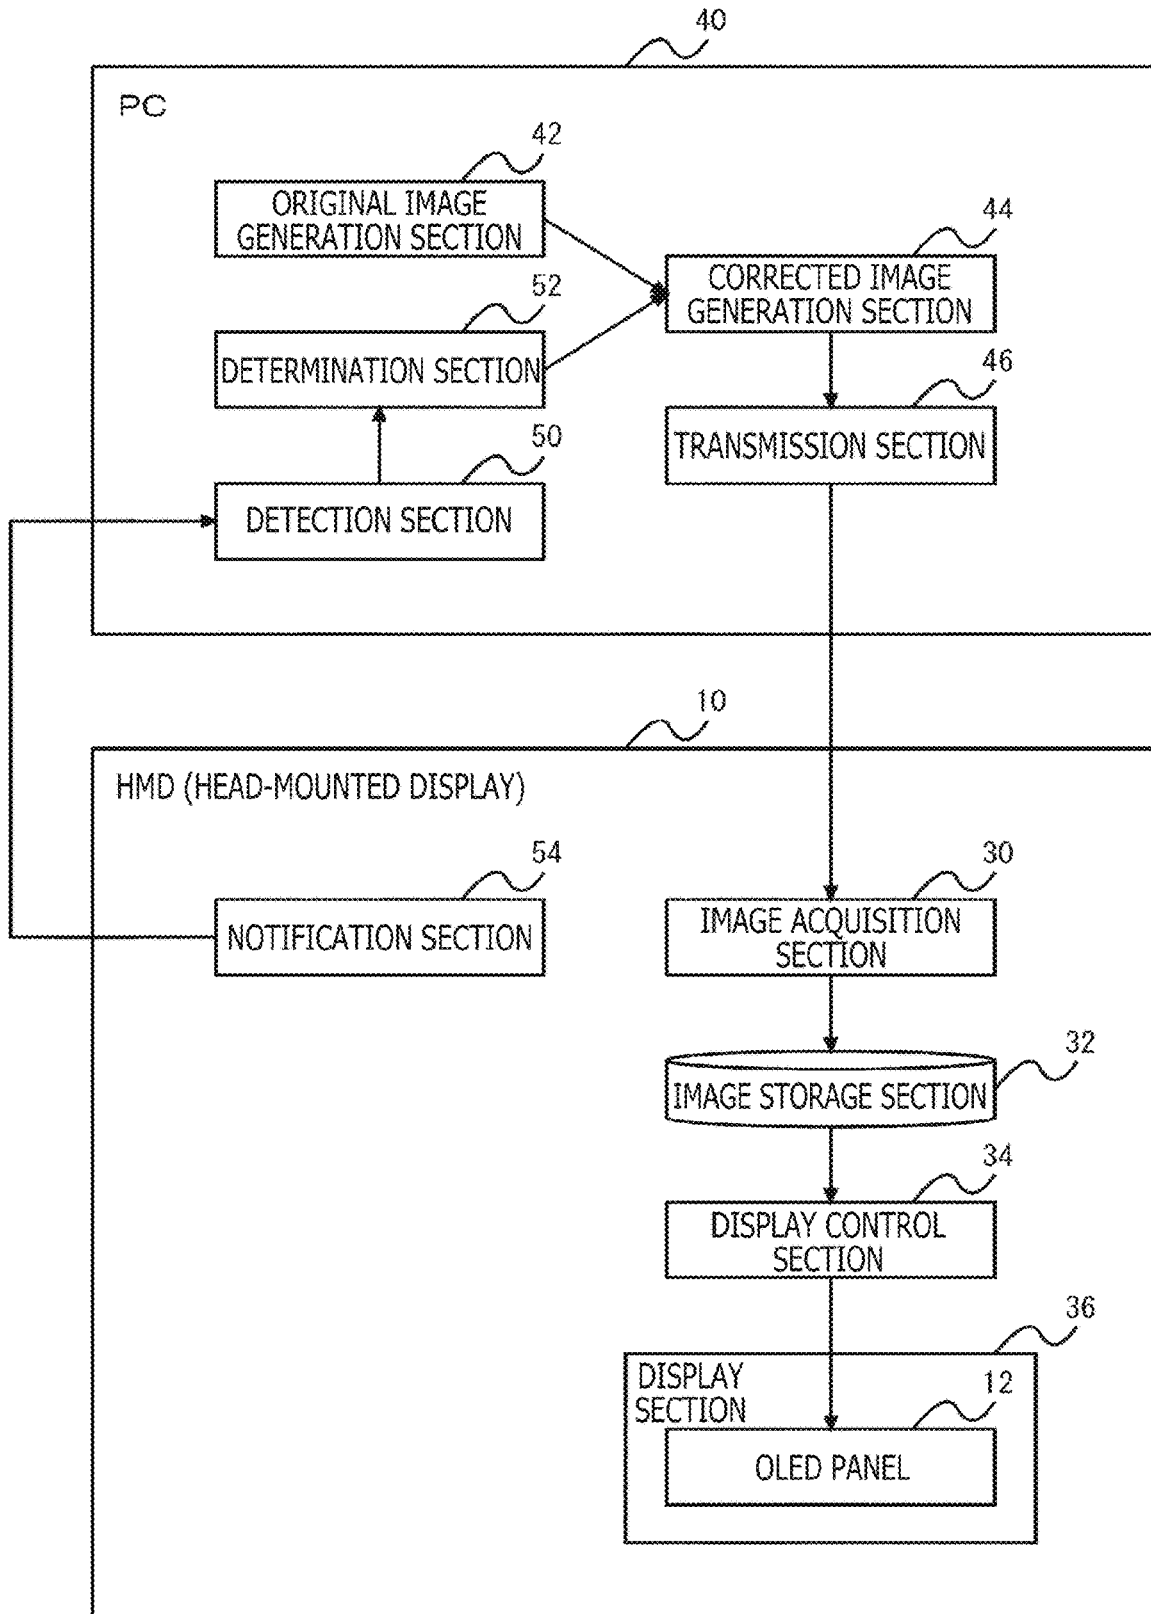 40
PC
42
ORIGINAL IMAGE
GENERATION SECTION
44
CORRECTED IMAGE
GENERATION SECTION
52
DETERMINATION SECTION
46
TRANSMISSION SECTION
50
DETECTION SECTION
10
HMD (HEAD-MOUNTED DISPLAY)
54
NOTIFICATION SECTION
30
IMAGE ACQUISITION
SECTION
32
IMAGE STORAGE SECTION
34
DISPLAY CONTROL
SECTION
36
DISPLAY
SECTION
12
OLED PANEL